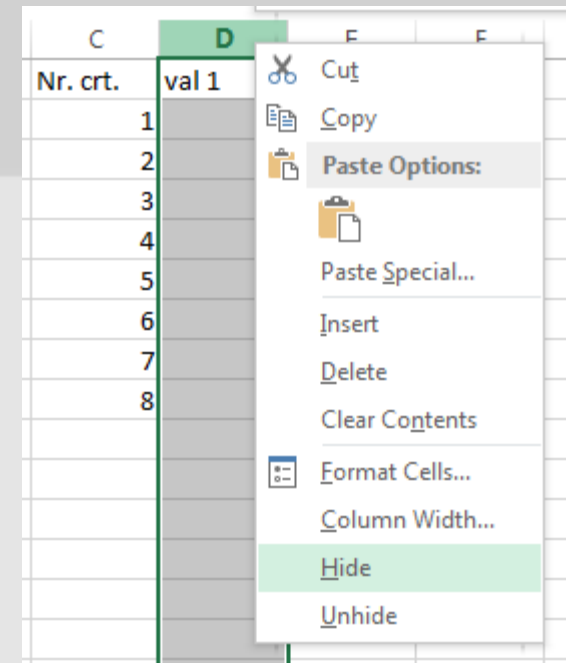 C D E F
Nr. crt. val 1
1
2
3
4
5
6
7
8
Cut
Copy
Paste Options:
Paste Special...
Insert
Delete
Clear Contents
Format Cells...
Column Width...
Hide
Unhide